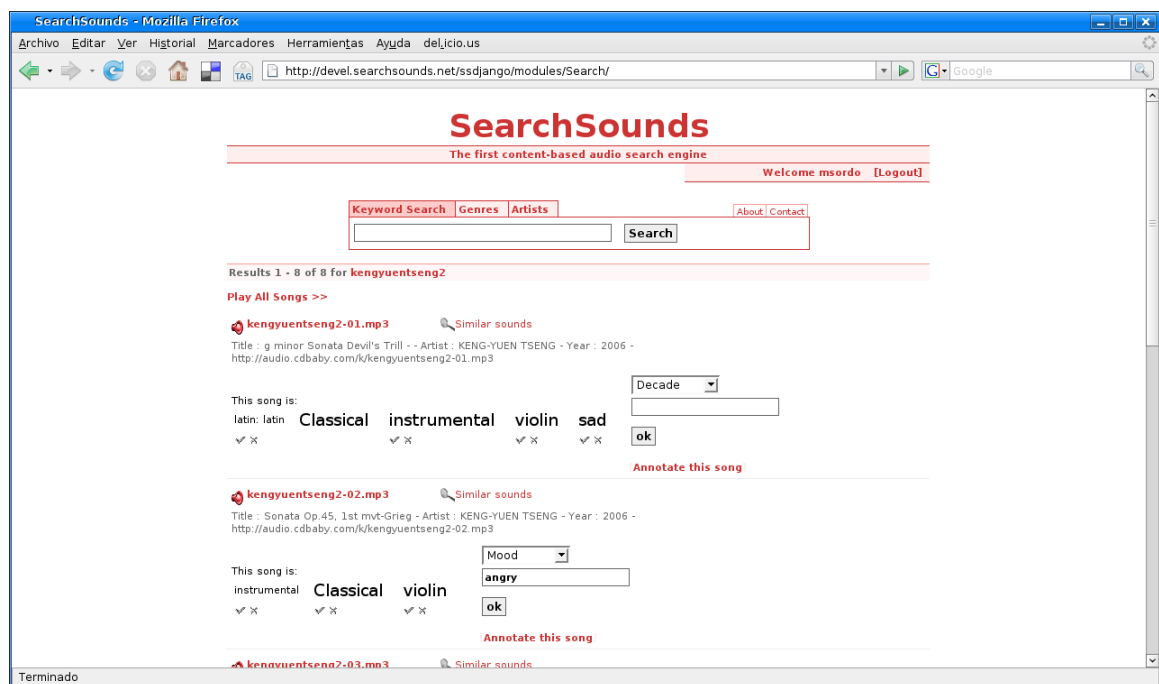 SearchSounds - Mozilla Firefox
Archivo Editar Ver Historial Marcadores Herramientas Ayuda del.icio.us
TAG http://devel.searchsounds.net/ssdjango/modules/Search/ G Google
SearchSounds
The first content-based audio search engine
Welcome msordo [Logout]
Keyword Search Genres Artists About Contact
Search
Results 1 - 8 of 8 for kengyuentseng2
Play All Songs >>
kengyuentseng2-01.mp3 Similar sounds
Title : g minor Sonata Devil's Trill - - Artist : KENG-YUEN TSENG - Year : 2006 -
http://audio.cdbaby.com/k/kengyuentseng2-01.mp3
Decade
This song is:
latin: latin Classical instrumental violin sad
ok
Annotate this song
kengyuentseng2-02.mp3 Similar sounds
Title : Sonata Op.45, 1st mvt-Grieg - Artist : KENG-YUEN TSENG - Year : 2006 -
http://audio.cdbaby.com/k/kengyuentseng2-02.mp3
Mood
This song is:
angry
instrumental Classical violin
ok
Annotate this song
kengyuentseng2-03.mp3 Similar sounds
Terminado